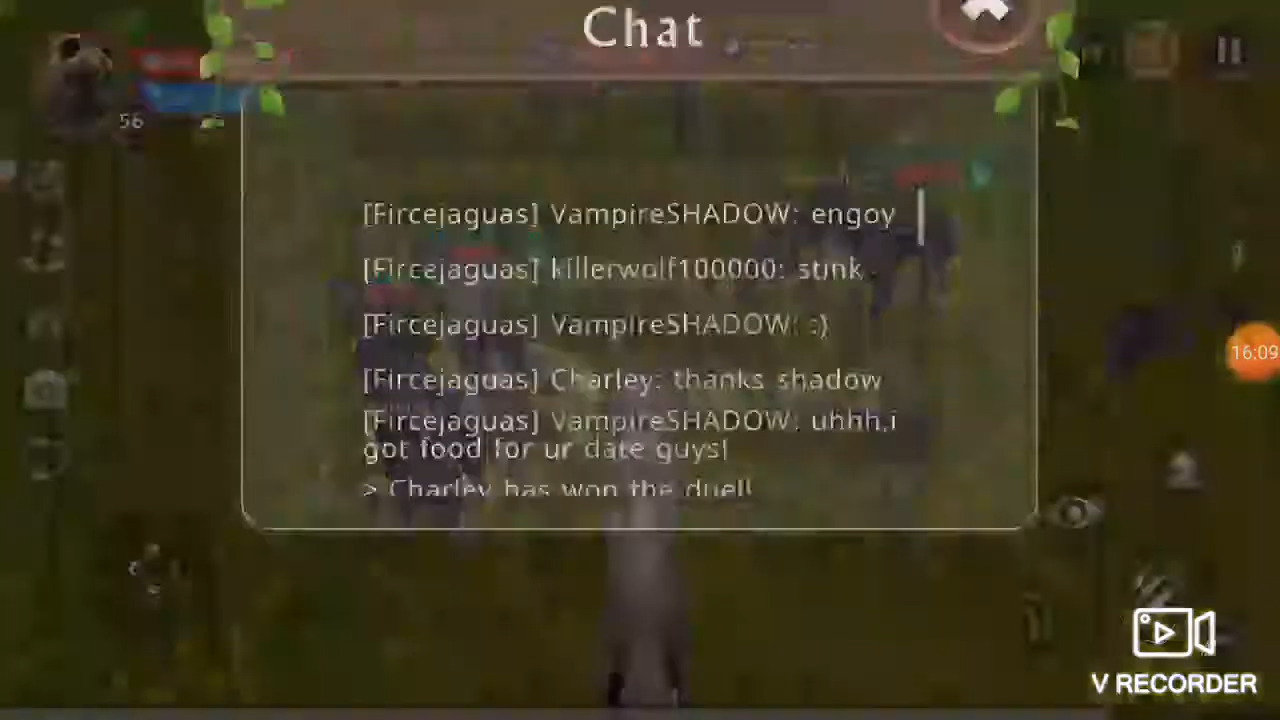 Chat
56
[Fircejaguas] VampireSHADOW: engoy
[Fircejaguas] killerwolf100000: stink
[Fircejaguas] VampireSHADOW: :)
16:09
[Fircejaguas] Charley: thanks shadow
[Fircejaguas] VampireSHADOW: uhhh,i
got food for ur date guys!
> Charley has won the duel!
V RECORDER